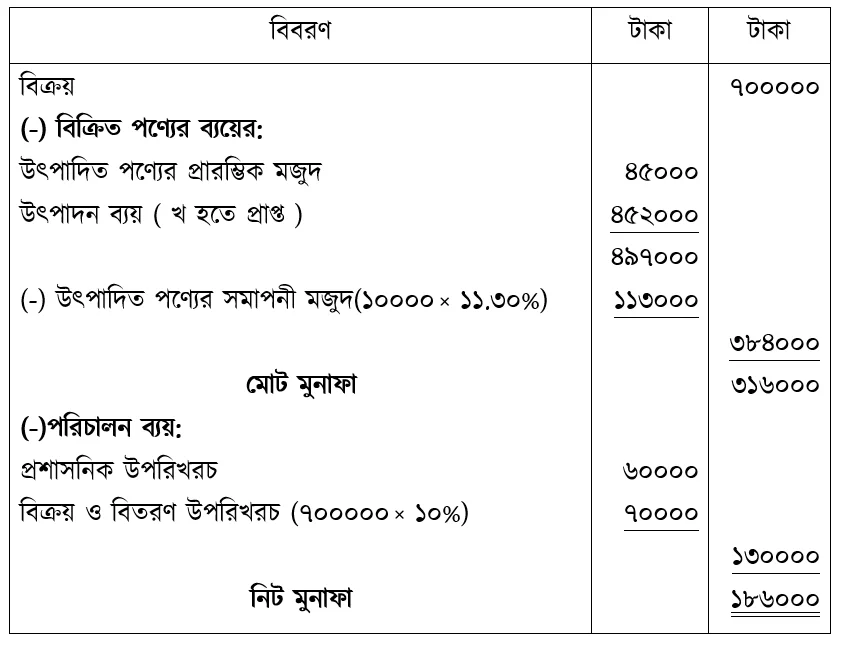 বিবরণ টাকা টাকা
বিক্রয় ৭০০০০০
(-) বিক্রিত পণ্যের ব্যয়ের:
উৎপাদিত পণ্যের প্রারম্ভিক মজুদ ৪৫০০০
উৎপাদন ব্যয় ( খ হতে প্রাপ্ত ) ৪৫২০০০
৪৯৭০০০
(-) উৎপাদিত পণ্যের সমাপনী মজুদ(১০০০০ × ১১.৩০%) ১১৩০০০
৩৮৪০০০
মোট মুনাফা ৩১৬০০০
(-)পরিচালন ব্যয়:
প্রশাসনিক উপরিখরচ ৬০০০০
বিক্রয় ও বিতরণ উপরিখরচ (৭০০০০০ × ১০%) ৭০০০০
১৩০০০০
নিট মুনাফা ১৮৬০০০